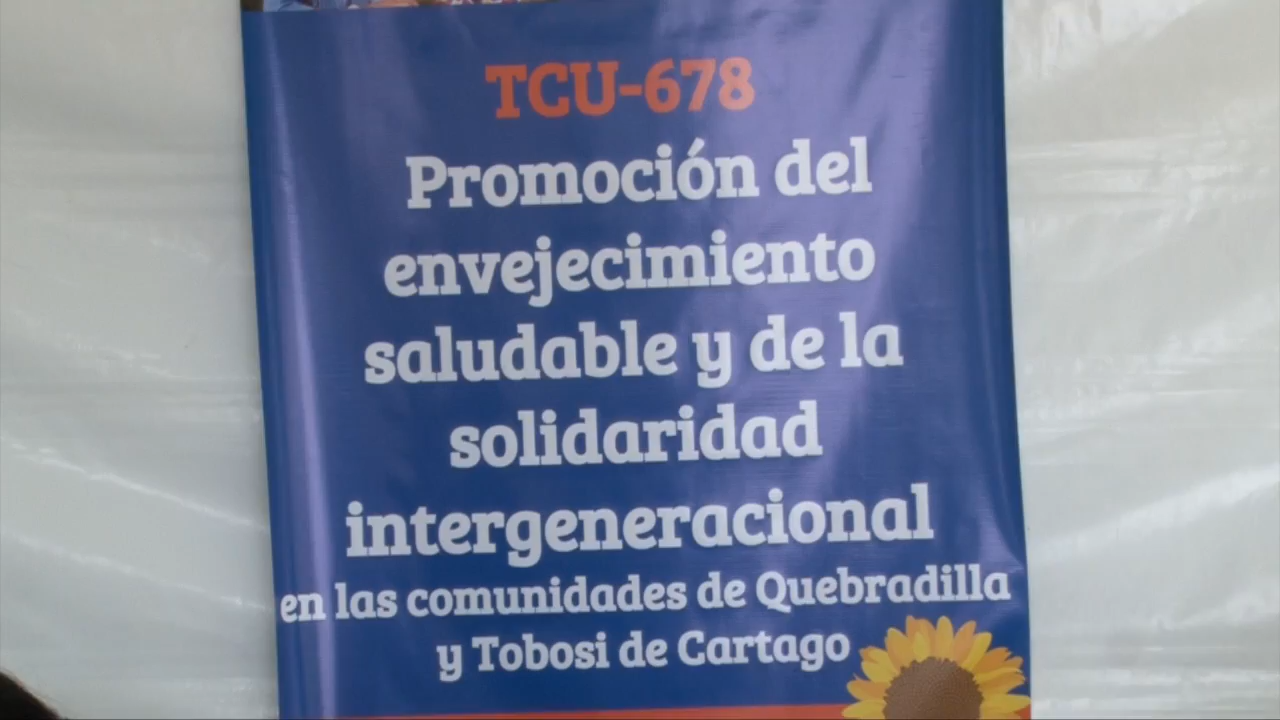 TCU-678
Promoción del
envejecimiento
saludable y de la
solidaridad
intergeneracional
en las comunidades de Quebradilla
y Tobosi de Cartago